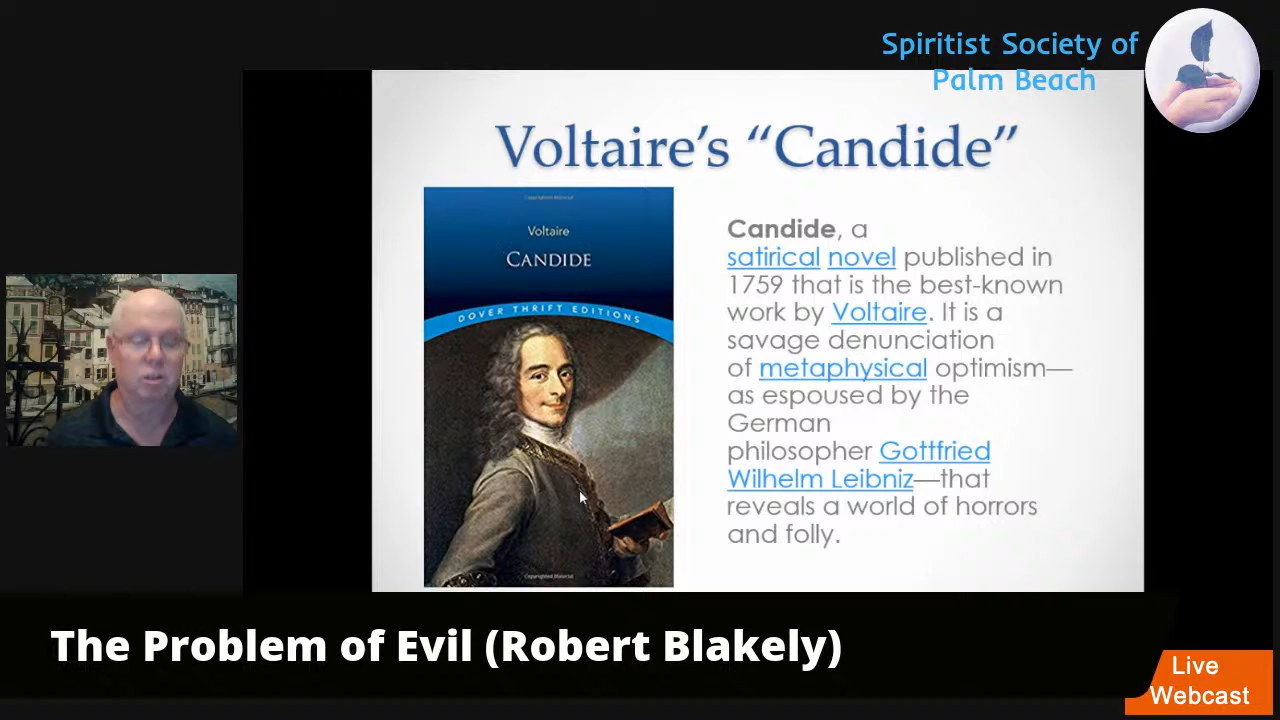 Spiritist Society of
Palm Beach
Voltaire's “Candide”
Voltaire
CANDIDE
DOVER THRIFT EDITIONS
Copyrighted Material
Candide, a
satirical novel published in
1759 that is the best-known
work by Voltaire. It is a
savage denunciation
of metaphysical optimism—
as espoused by the
German
philosopher Gottfried
Wilhelm Leibniz—that
reveals a world of horrors
and folly.
The Problem of Evil (Robert Blakely)
Live
Webcast